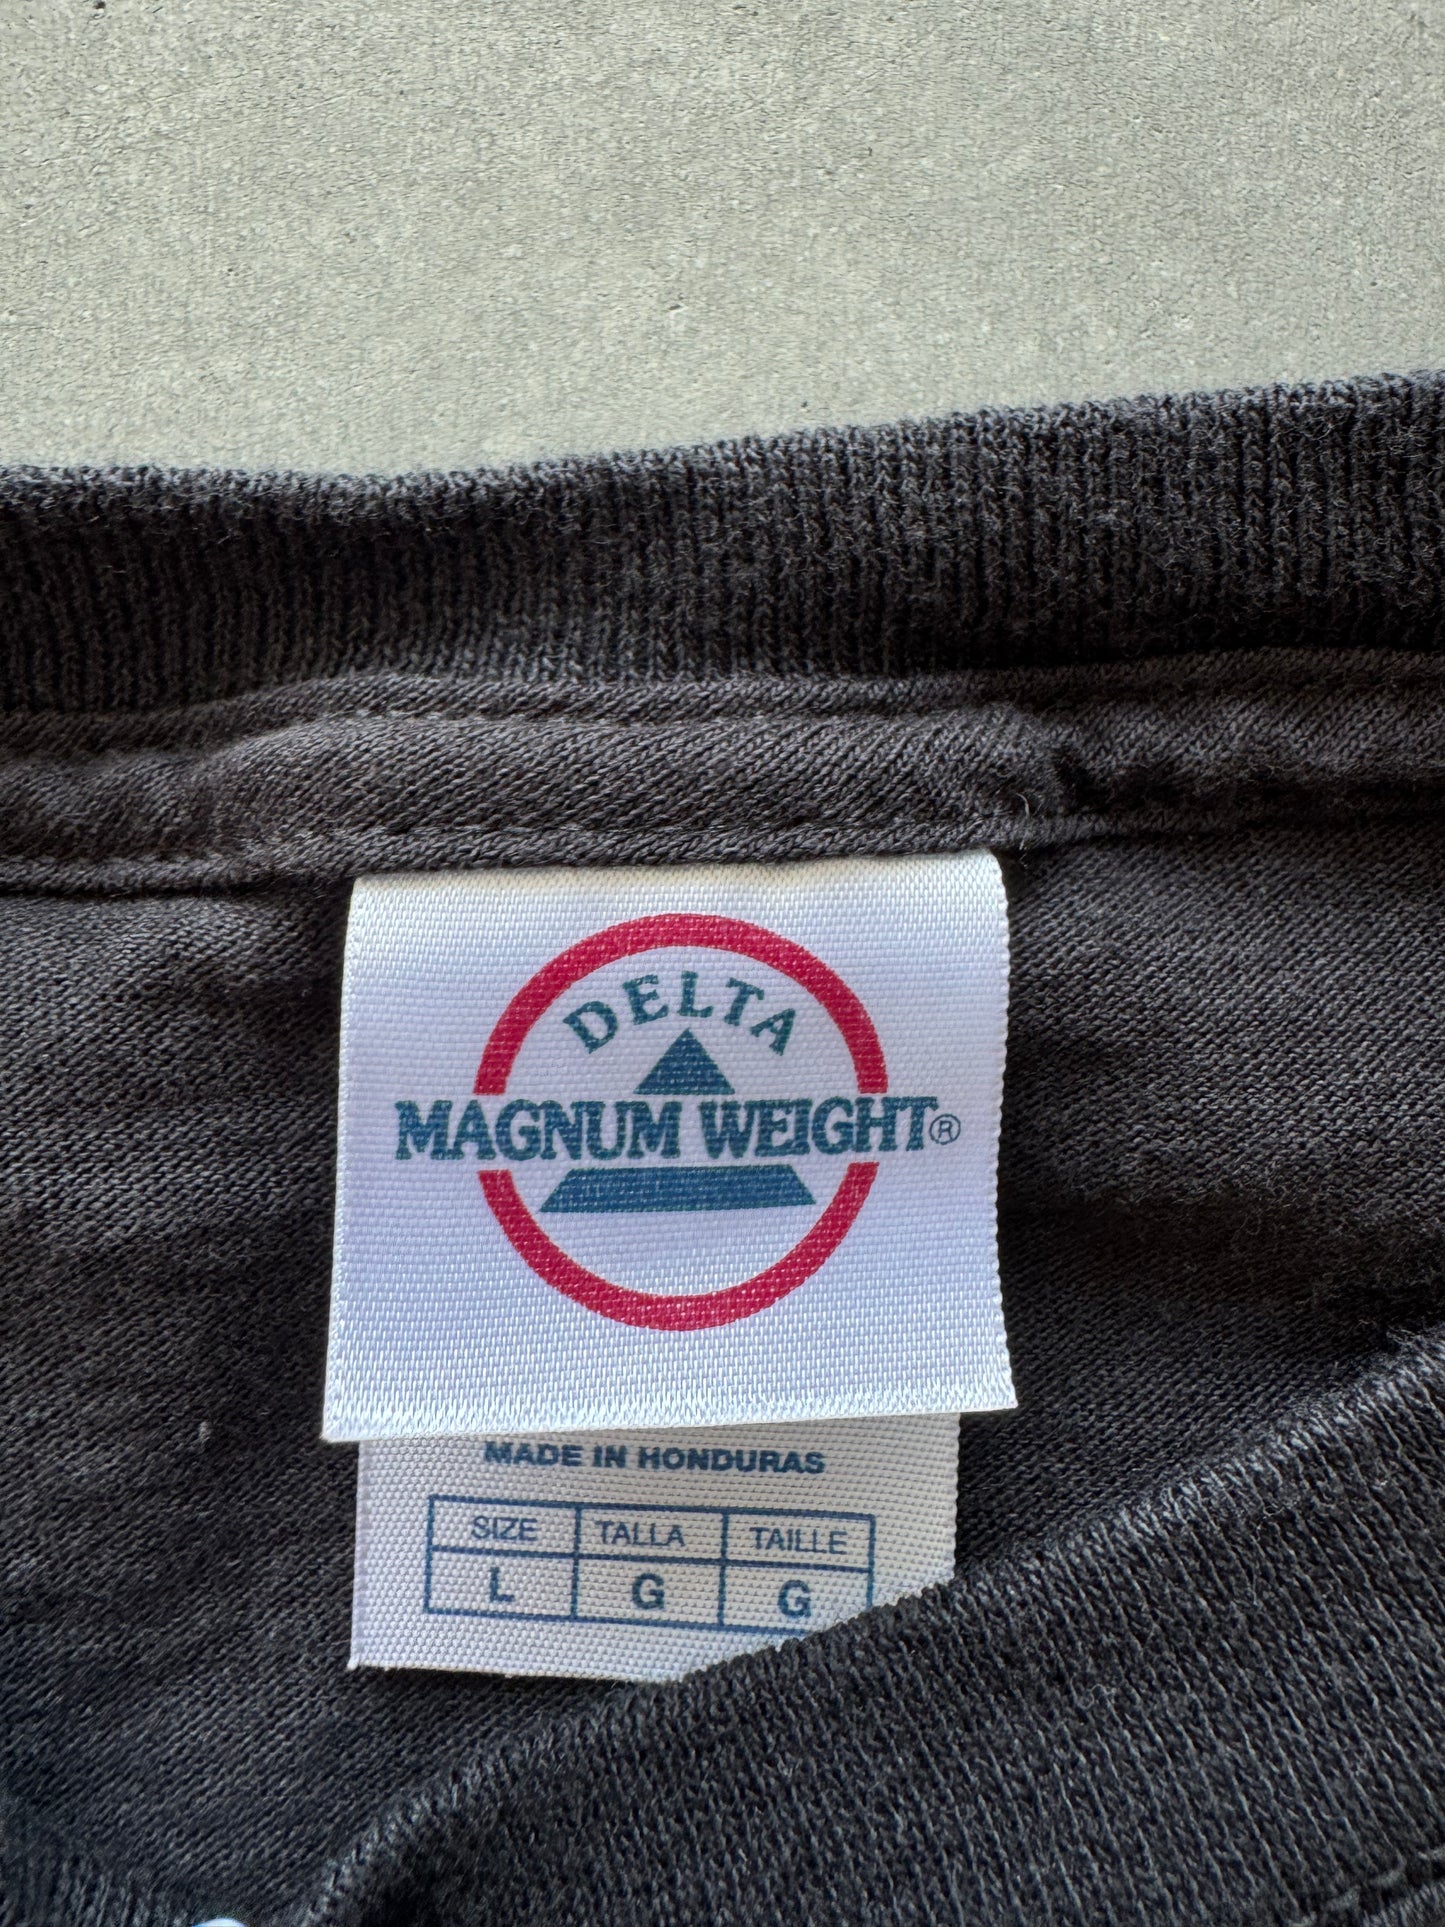 DELTA
MAGNUM WEIGHT®
MADE IN HONDURAS
SIZE TALLA TAILLE
L G G